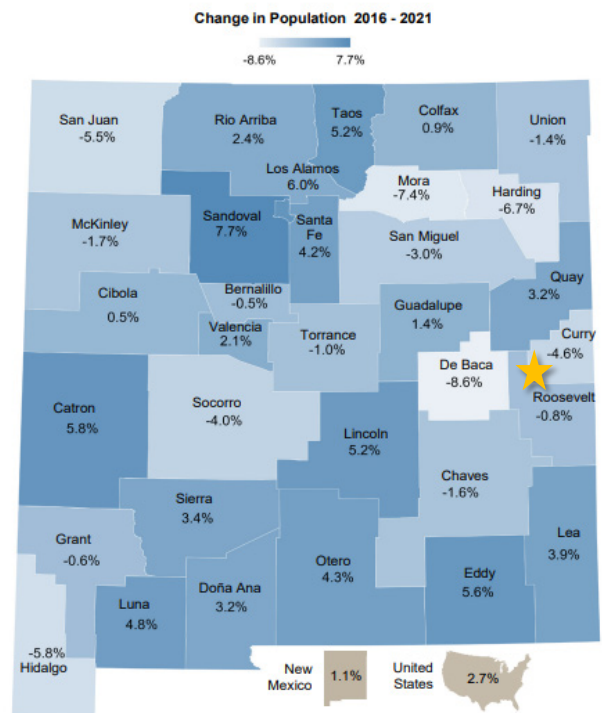 Change in Population 2016 - 2021
-8.6%
7.7%
San Juan
-5.5%
Rio Arriba
2.4%
Taos
5.2%
Colfax
0.9%
Union
-1.4%
Los Alamos
6.0%
Mora
-7.4%
Harding
-6.7%
McKinley
-1.7%
Sandoval
7.7%
Santa
Fe
4.2%
San Miguel
-3.0%
Quay
3.2%
Cibola
0.5%
Bernalillo
-0.5%
Valencia
2.1%
Torrance
-1.0%
Guadalupe
1.4%
Curry
-4.6%
De Baca
-8.6%
Roosevelt
-0.8%
Catron
5.8%
Socorro
-4.0%
Lincoln
5.2%
Chaves
-1.6%
Sierra
3.4%
Lea
3.9%
Grant
-0.6%
Otero
4.3%
Eddy
5.6%
Luna
4.8%
Doña Ana
3.2%
-5.8%
Hidalgo
New
Mexico
1.1%
United
States
2.7%